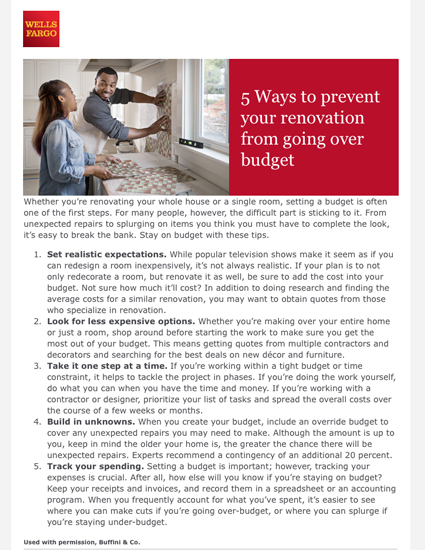 WELLS
FARGO
5 Ways to prevent
your renovation
from going over
budget
Whether you're renovating your whole house or a single room, setting a budget is often
one of the first steps. For many people, however, the difficult part is sticking to it. From
unexpected repairs to splurging on items you think you must have to complete the look,
it's easy to break the bank. Stay on budget with these tips.
1. Set realistic expectations. While popular television shows make it seem as if you
can redesign a room inexpensively, it's not always realistic. If your plan is to not
only redecorate a room, but renovate it as well, be sure to add the cost into your
budget. Not sure how much it'll cost? In addition to doing research and finding the
average costs for a similar renovation, you may want to obtain quotes from those
who specialize in renovation.
2. Look for less expensive options. Whether you're making over your entire home
or just a room, shop around before starting the work to make sure you get the
most out of your budget. This means getting quotes from multiple contractors and
decorators and searching for the best deals on new décor and furniture.
3. Take it one step at a time. If you're working within a tight budget or time
constraint, it helps to tackle the project in phases. If you're doing the work yourself,
do what you can when you have the time and money. If you're working with a
contractor or designer, prioritize your list of tasks and spread the overall costs over
the course of a few weeks or months.
4. Build in unknowns. When you create your budget, include an override budget to
cover any unexpected repairs you may need to make. Although the amount is up to
you, keep in mind the older your home is, the greater the chance there will be
unexpected repairs. Experts recommend a contingency of an additional 20 percent.
5. Track your spending. Setting a budget is important; however, tracking your
expenses is crucial. After all, how else will you know if you're staying on budget?
Keep your receipts and invoices, and record them in a spreadsheet or an accounting
program. When you frequently account for what you've spent, it's easier to see
where you can make cuts if you're going over-budget, or where you can splurge if
you're staying under-budget.
Used with permission, Buffini & Co.